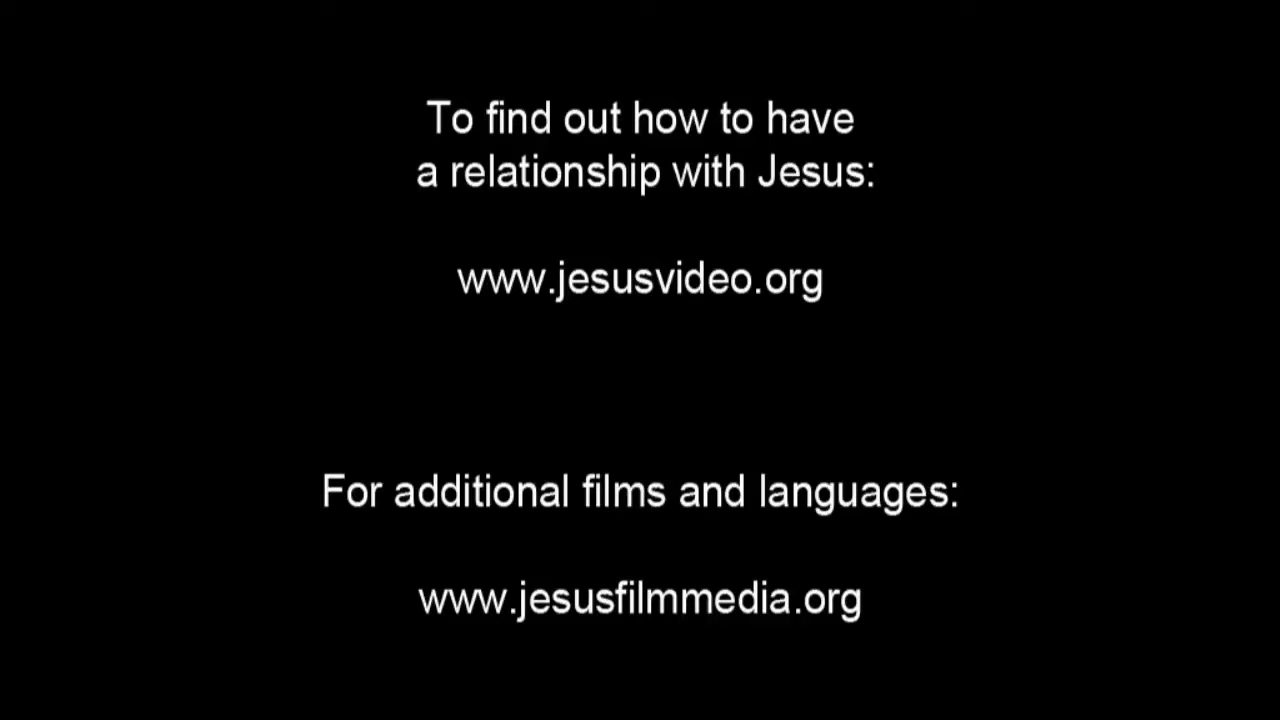 To find out how to have
a relationship with Jesus:
www.jesusvideo.org
For additional films and languages:
www.jesusfilmmedia.org